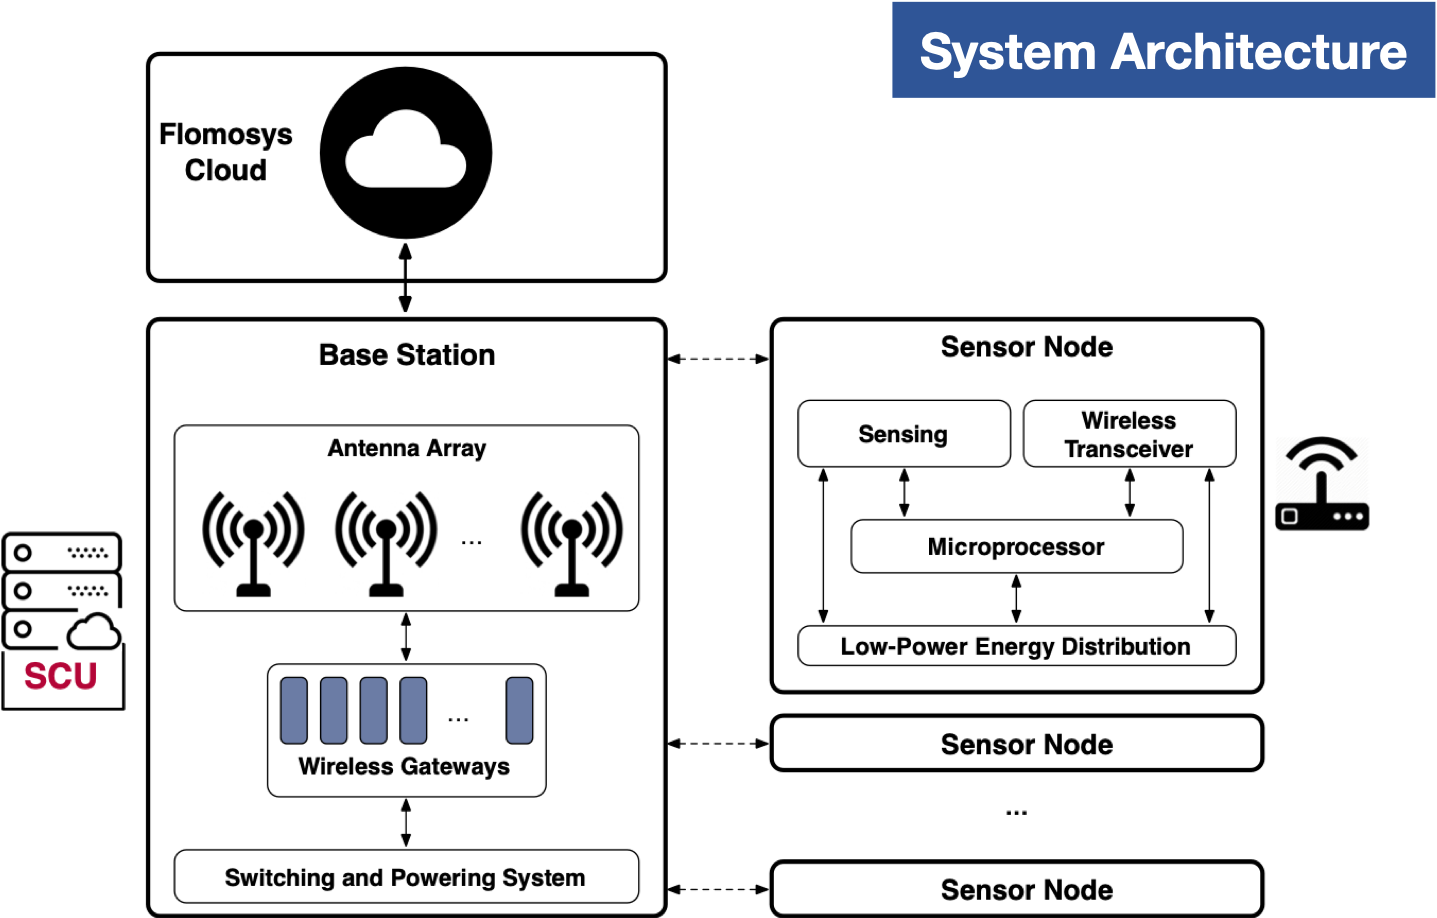 System Architecture
Flomosys
Cloud
Base Station
Antenna Array
...
Wireless Gateways
...
Switching and Powering System
SCU
Sensor Node
Sensing
Wireless
Transceiver
Microprocessor
Low-Power Energy Distribution
Sensor Node
...
Sensor Node